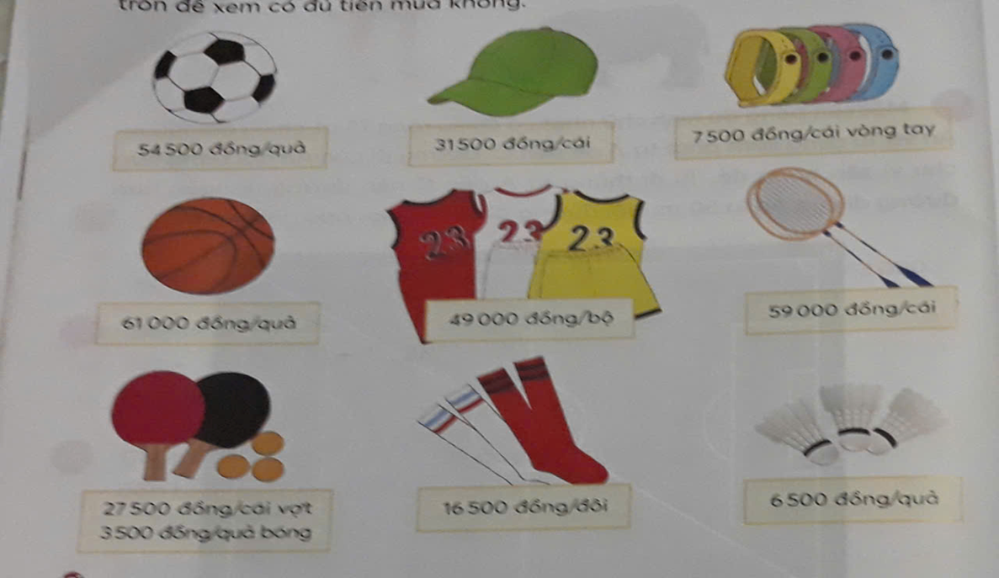 tròn để xem có đủ tiền mua không.
54 500 đồng/quả
31 500 đồng/cái
7 500 đồng/cái vòng tay
23
23
23
61 000 đồng/quả
49 000 đồng/bộ
59 000 đồng/cái
27 500 đồng/cái vợt
3 500 đồng/quả bóng
16 500 đồng/đôi
6 500 đồng/quả